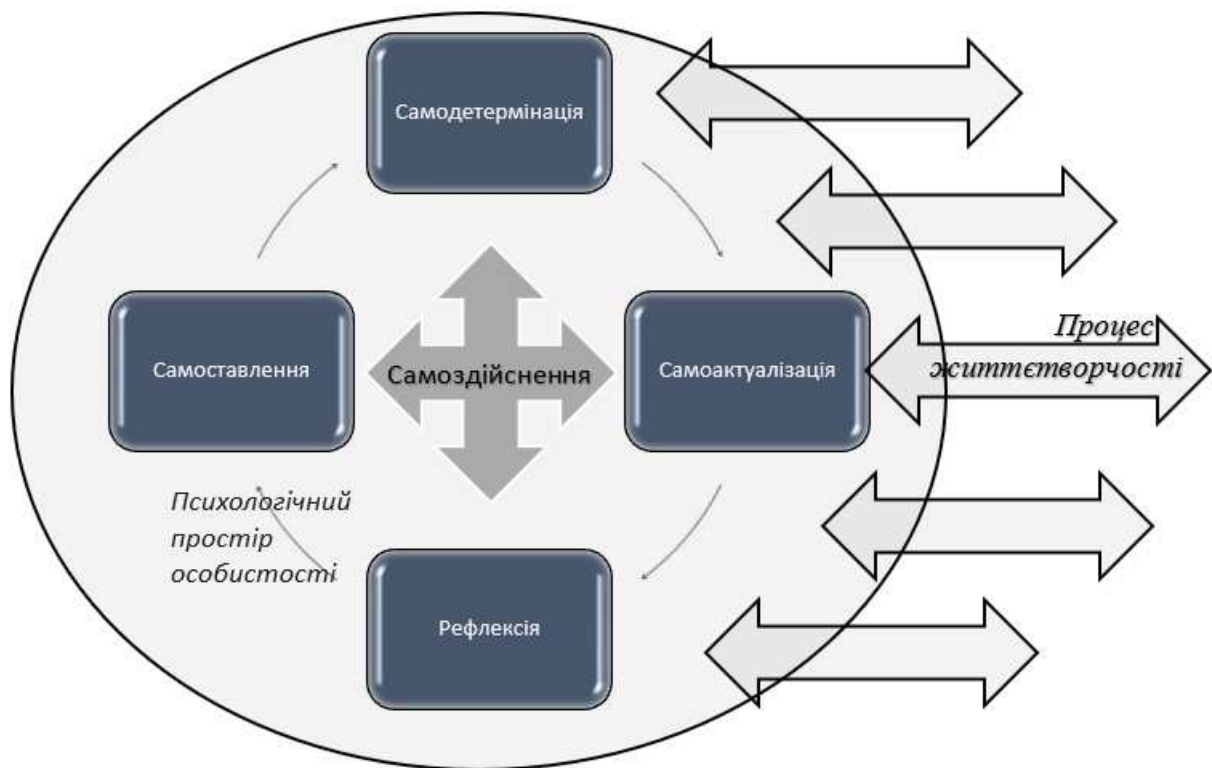 Самодетермінація
Самоставлення
Самоздійснення
Самоактуалізація
Процес
життєтворчості
Психологічний
простір
особистості
Рефлексія